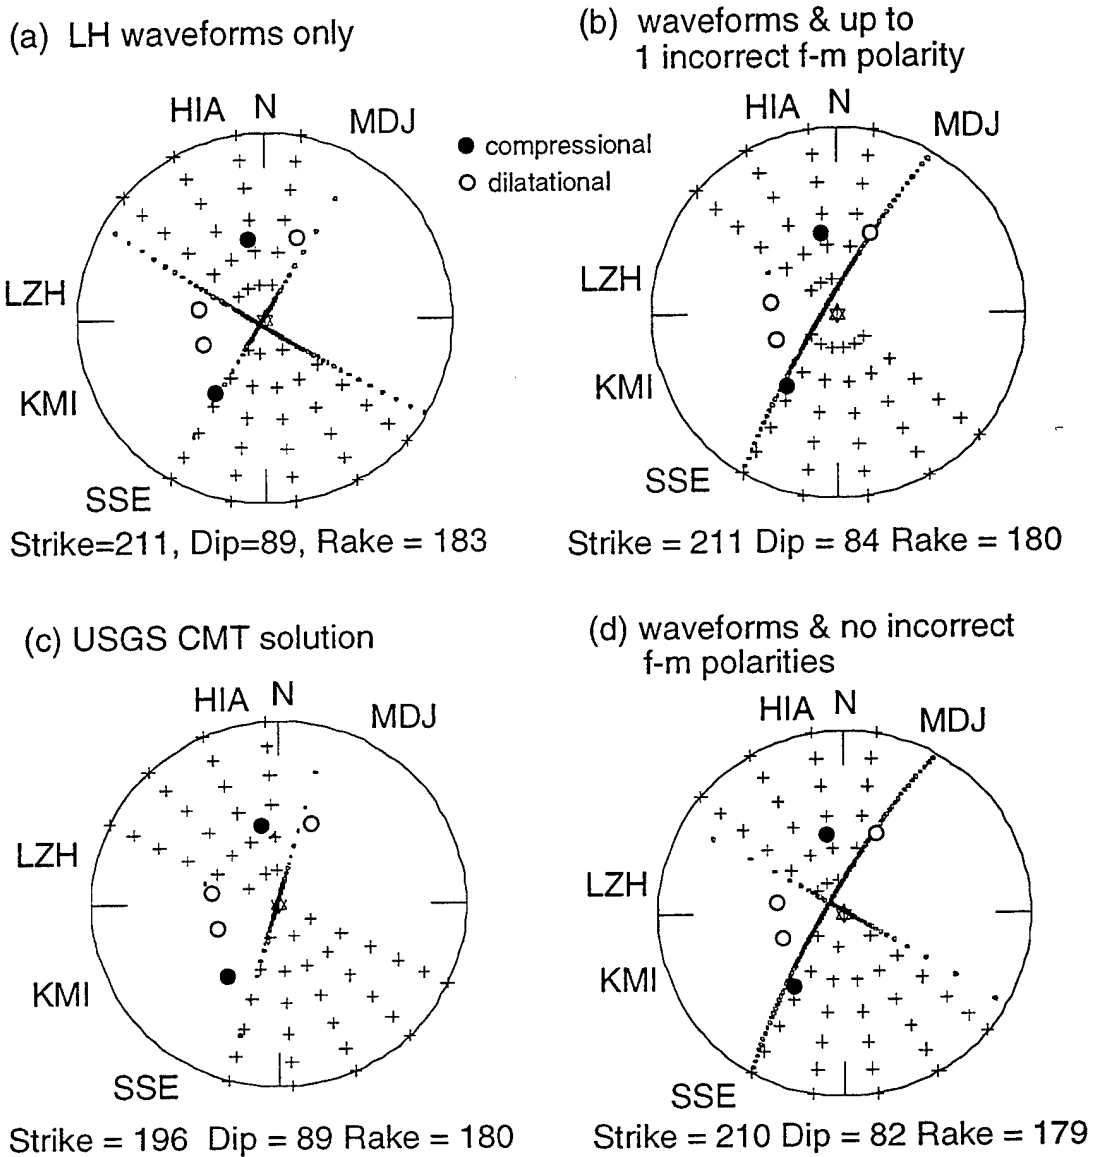 (a) LH waveforms only
HIA N MDJ
LZH
KMI
SSE
Strike=211, Dip=89, Rake = 183
compressional
dilatational
(b) waveforms & up to
1 incorrect f-m polarity
HIA N MDJ
LZH
KMI
SSE
Strike = 211 Dip = 84 Rake = 180
(c) USGS CMT solution
HIA N MDJ
LZH
KMI
SSE
Strike = 196 Dip = 89 Rake = 180
(d) waveforms & no incorrect
f-m polarities
HIA N MDJ
LZH
KMI
SSE
Strike = 210 Dip = 82 Rake = 179